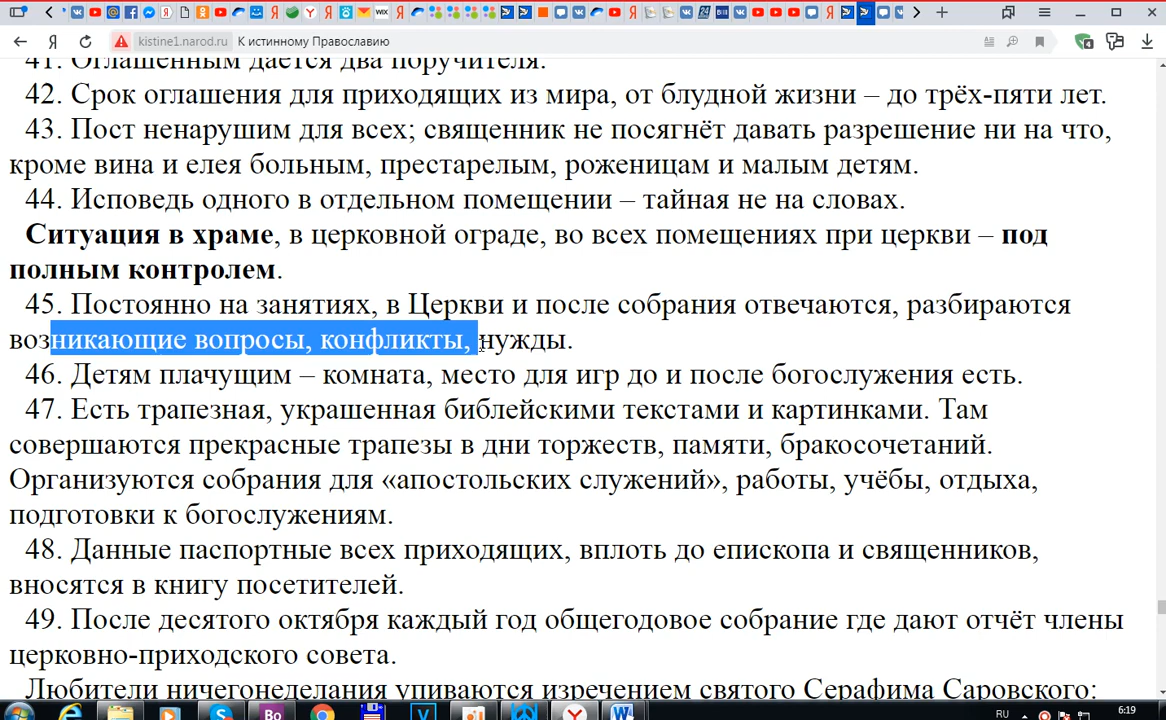 kistine1.narod.ru К истинному Православию
41. Оглашенным даётся два поручителя.
42. Срок оглашения для приходящих из мира, от блудной жизни – до трёх-пяти лет.
43. Пост ненарушим для всех; священник не посягнёт давать разрешение ни на что,
кроме вина и елея больным, престарелым, роженицам и малым детям.
44. Исповедь одного в отдельном помещении – тайная не на словах.
Ситуация в храме, в церковной ограде, во всех помещениях при церкви – под
полным контролем.
45. Постоянно на занятиях, в Церкви и после собрания отвечаются, разбираются
возникающие вопросы, конфликты, нужды.
46. Детям плачущим – комната, место для игр до и после богослужения есть.
47. Есть трапезная, украшенная библейскими текстами и картинками. Там
совершаются прекрасные трапезы в дни торжеств, памяти, бракосочетаний.
Организуются собрания для «апостольских служений», работы, учёбы, отдыха,
подготовки к богослужениям.
48. Данные паспортные всех приходящих, вплоть до епископа и священников,
вносятся в книгу посетителей.
49. После десятого октября каждый год общегодовое собрание где дают отчёт члены
церковно-приходского совета.
Любители ничегонеделания упиваются изречением святого Серафима Саровского:
RU 6:19